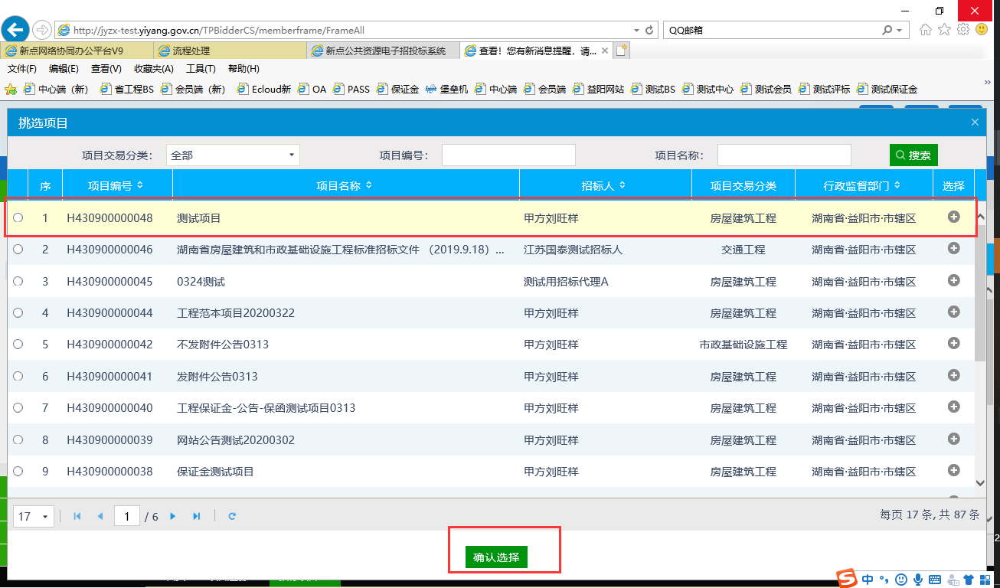 http://jyzx-test.yiyang.gov.cn/TPBidderCS/memberframe/FrameAll
QQ邮箱
新点网络协同办公平台V9
流程处理
新点公共资源电子招投标系统
查看！您有新消息提醒，请...
文件(F) 编辑(E) 查看(V) 收藏夹(A) 工具(T) 帮助(H)
中心端（新） 省工程BS 会员端（新） Ecloud新 OA PASS 保证金 堡垒机 中心端 会员端 益阳网站 测试BS 测试中心 测试会员 测试评标 测试保证金
挑选项目
项目交易分类： 全部 项目编号： 项目名称： 搜索
序 项目编号 项目名称 招标人 项目交易分类 行政监督部门 选择
1 H430900000048 测试项目 甲方刘旺样 房屋建筑工程 湖南省·益阳市·市辖区
2 H430900000046 湖南省房屋建筑和市政基础设施工程标准招标文件 （2019.9.18）... 江苏国泰测试招标人 交通工程 湖南省·益阳市·市辖区
3 H430900000045 0324测试 测试用招标代理A 房屋建筑工程 湖南省·益阳市·市辖区
4 H430900000044 工程范本项目20200322 甲方刘旺样 房屋建筑工程 湖南省·益阳市·市辖区
5 H430900000042 不发附件公告0313 甲方刘旺样 市政基础设施工程 湖南省·益阳市·市辖区
6 H430900000041 发附件公告0313 甲方刘旺样 房屋建筑工程 湖南省·益阳市·市辖区
7 H430900000040 工程保证金-公告-保函测试项目0313 甲方刘旺样 房屋建筑工程 湖南省·益阳市·市辖区
8 H430900000039 网站公告测试20200302 甲方刘旺样 房屋建筑工程 湖南省·益阳市·市辖区
9 H430900000038 保证金测试项目 甲方刘旺样 房屋建筑工程 湖南省·益阳市·市辖区
17 1 / 6 每页 17 条, 共 87 条
确认选择
中